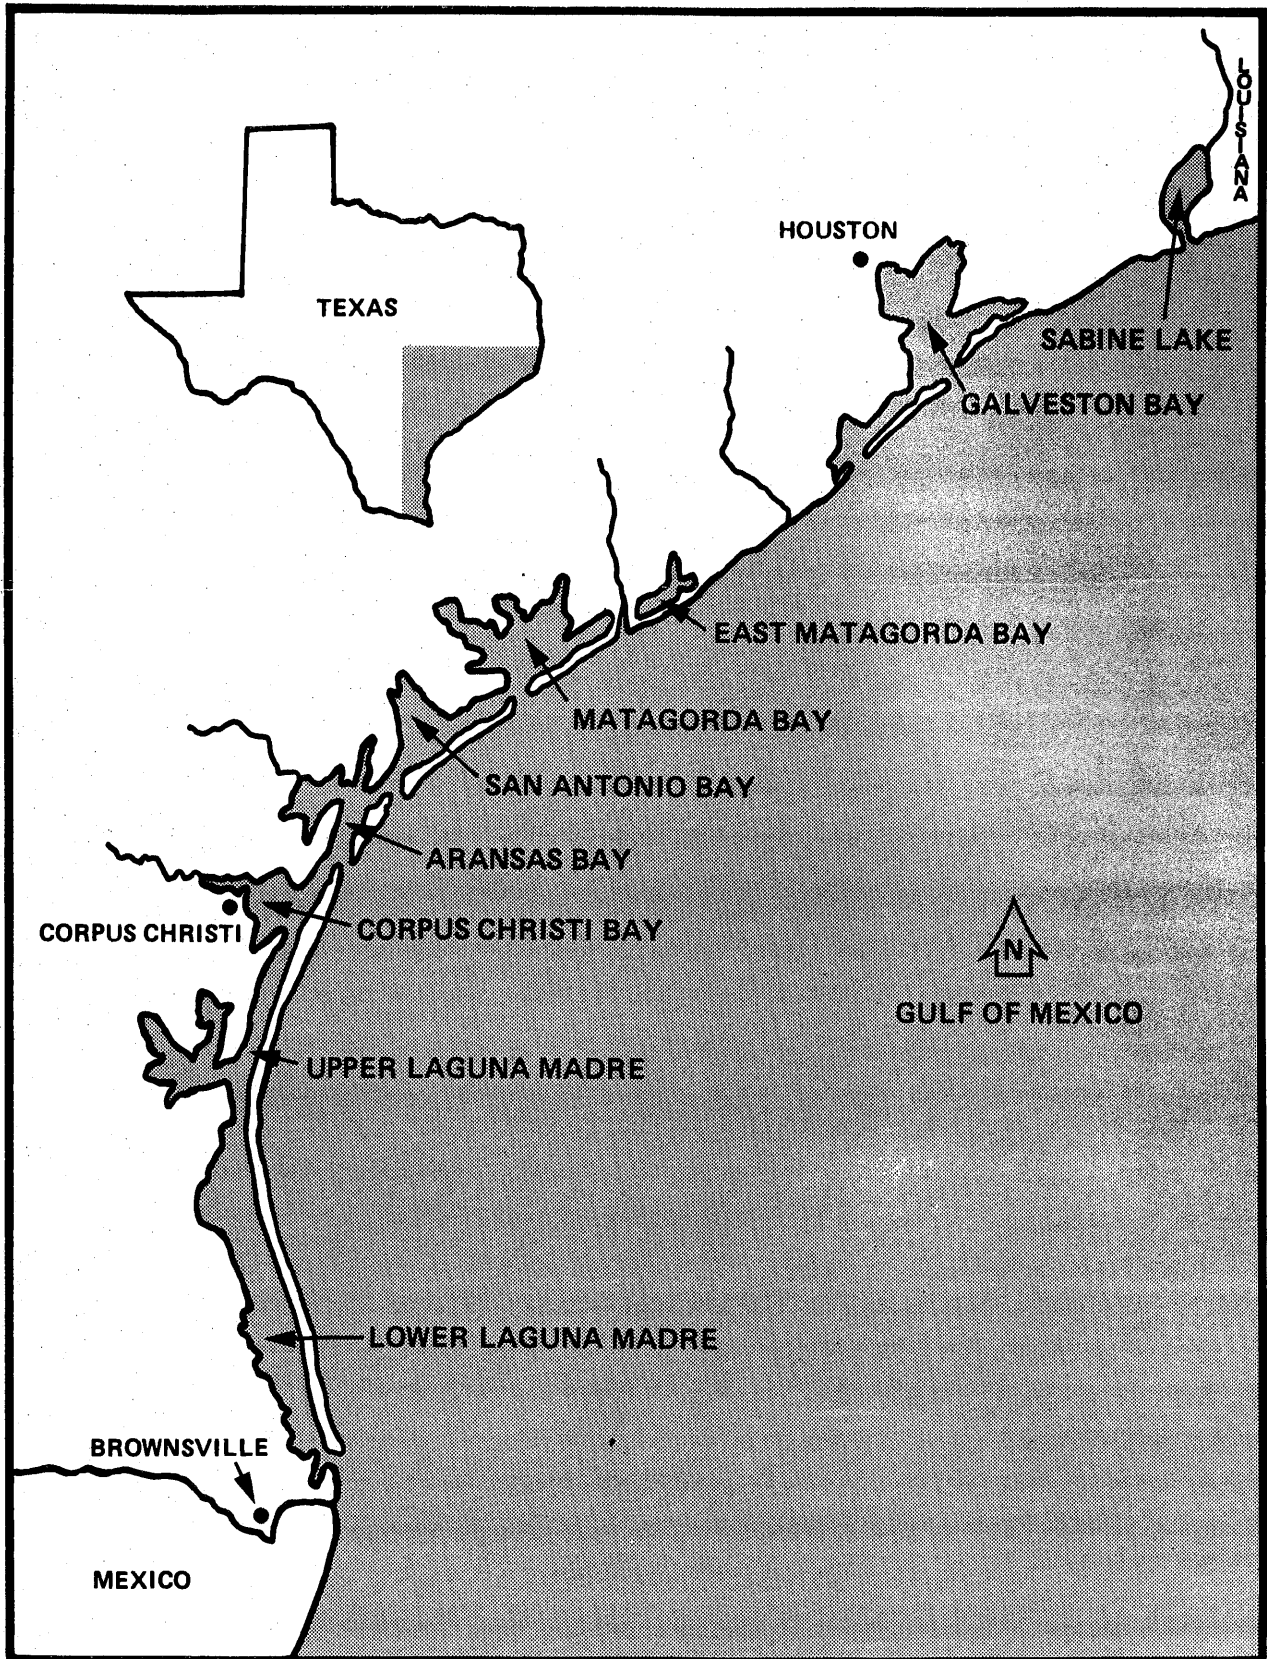 LOUISIANA
HOUSTON
TEXAS
SABINE LAKE
GALVESTON BAY
EAST MATAGORDA BAY
MATAGORDA BAY
SAN ANTONIO BAY
ARANSAS BAY
CORPUS CHRISTI
CORPUS CHRISTI BAY
N
GULF OF MEXICO
UPPER LAGUNA MADRE
LOWER LAGUNA MADRE
BROWNSVILLE
MEXICO